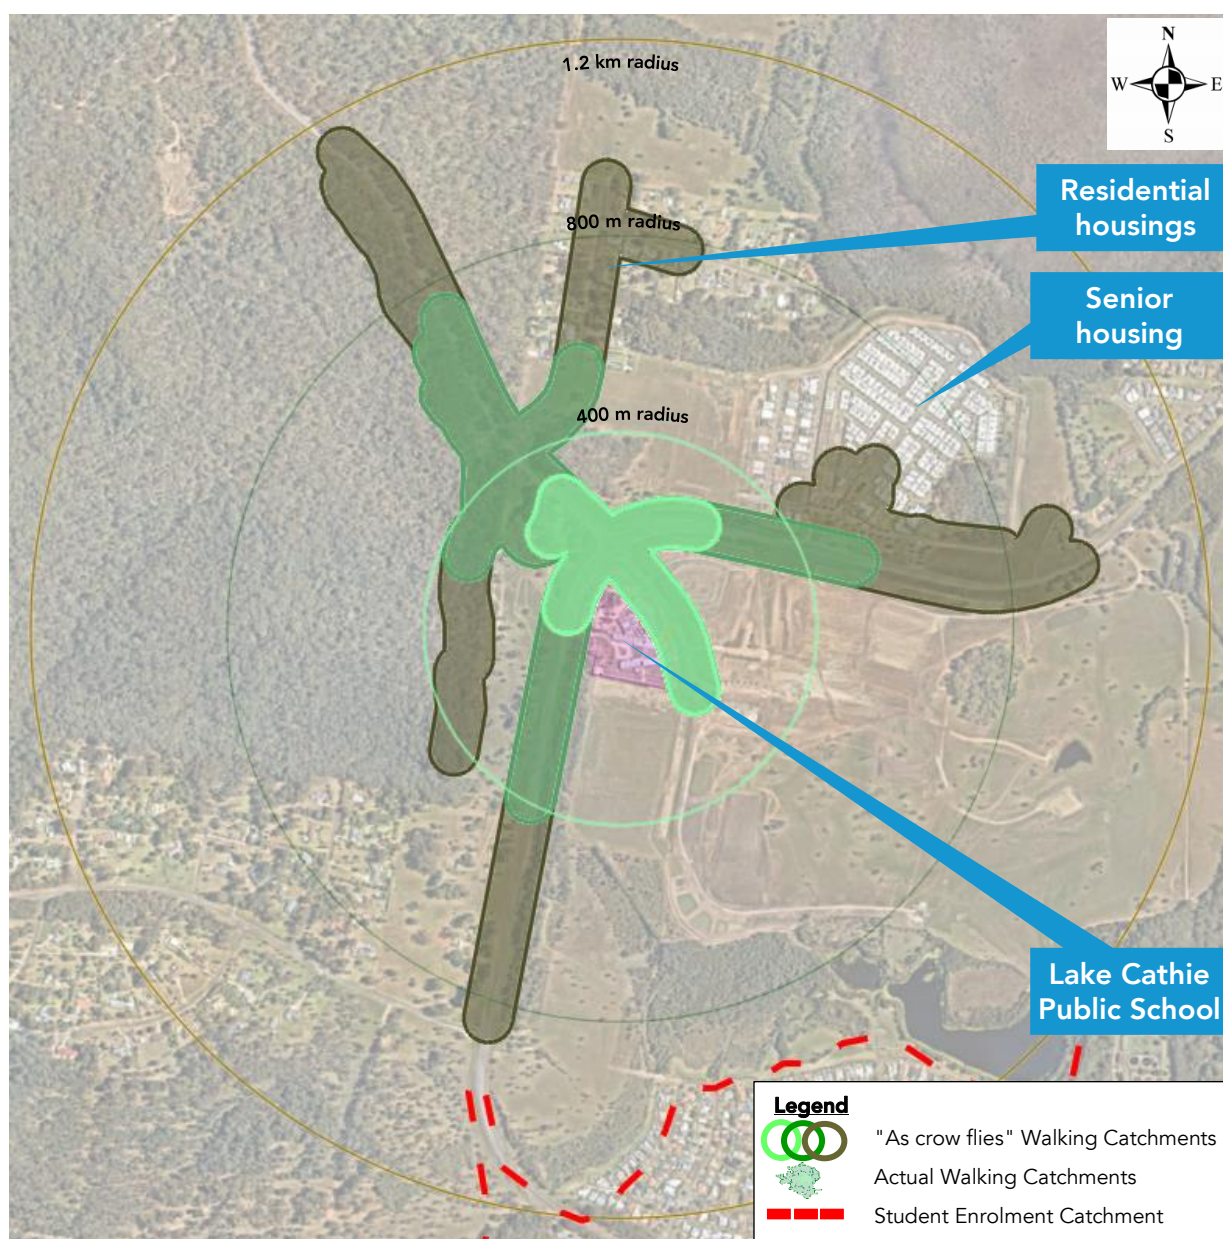 1.2 km radius
N
W
E
S
Residential
housings
800 m radius
Senior
housing
400 m radius
Lake Cathie
Public School
Legend
"As crow flies" Walking Catchments
Actual Walking Catchments
Student Enrolment Catchment